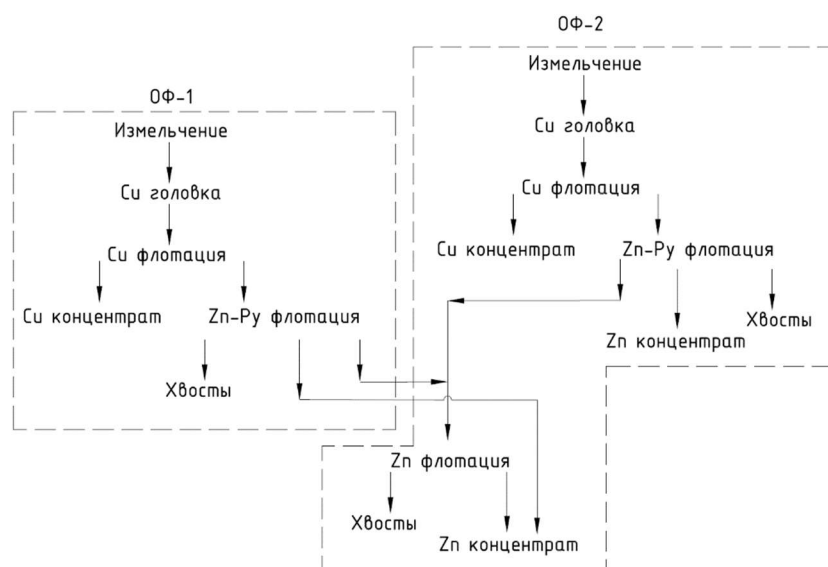 ОФ-2
Измельчение
Cu головка
Cu флотация
Cu концентрат
Zn-Py флотация
Хвосты
Zn концентрат
ОФ-1
Измельчение
Cu головка
Cu флотация
Cu концентрат
Zn-Py флотация
Хвосты
Zn флотация
Хвосты
Zn концентрат